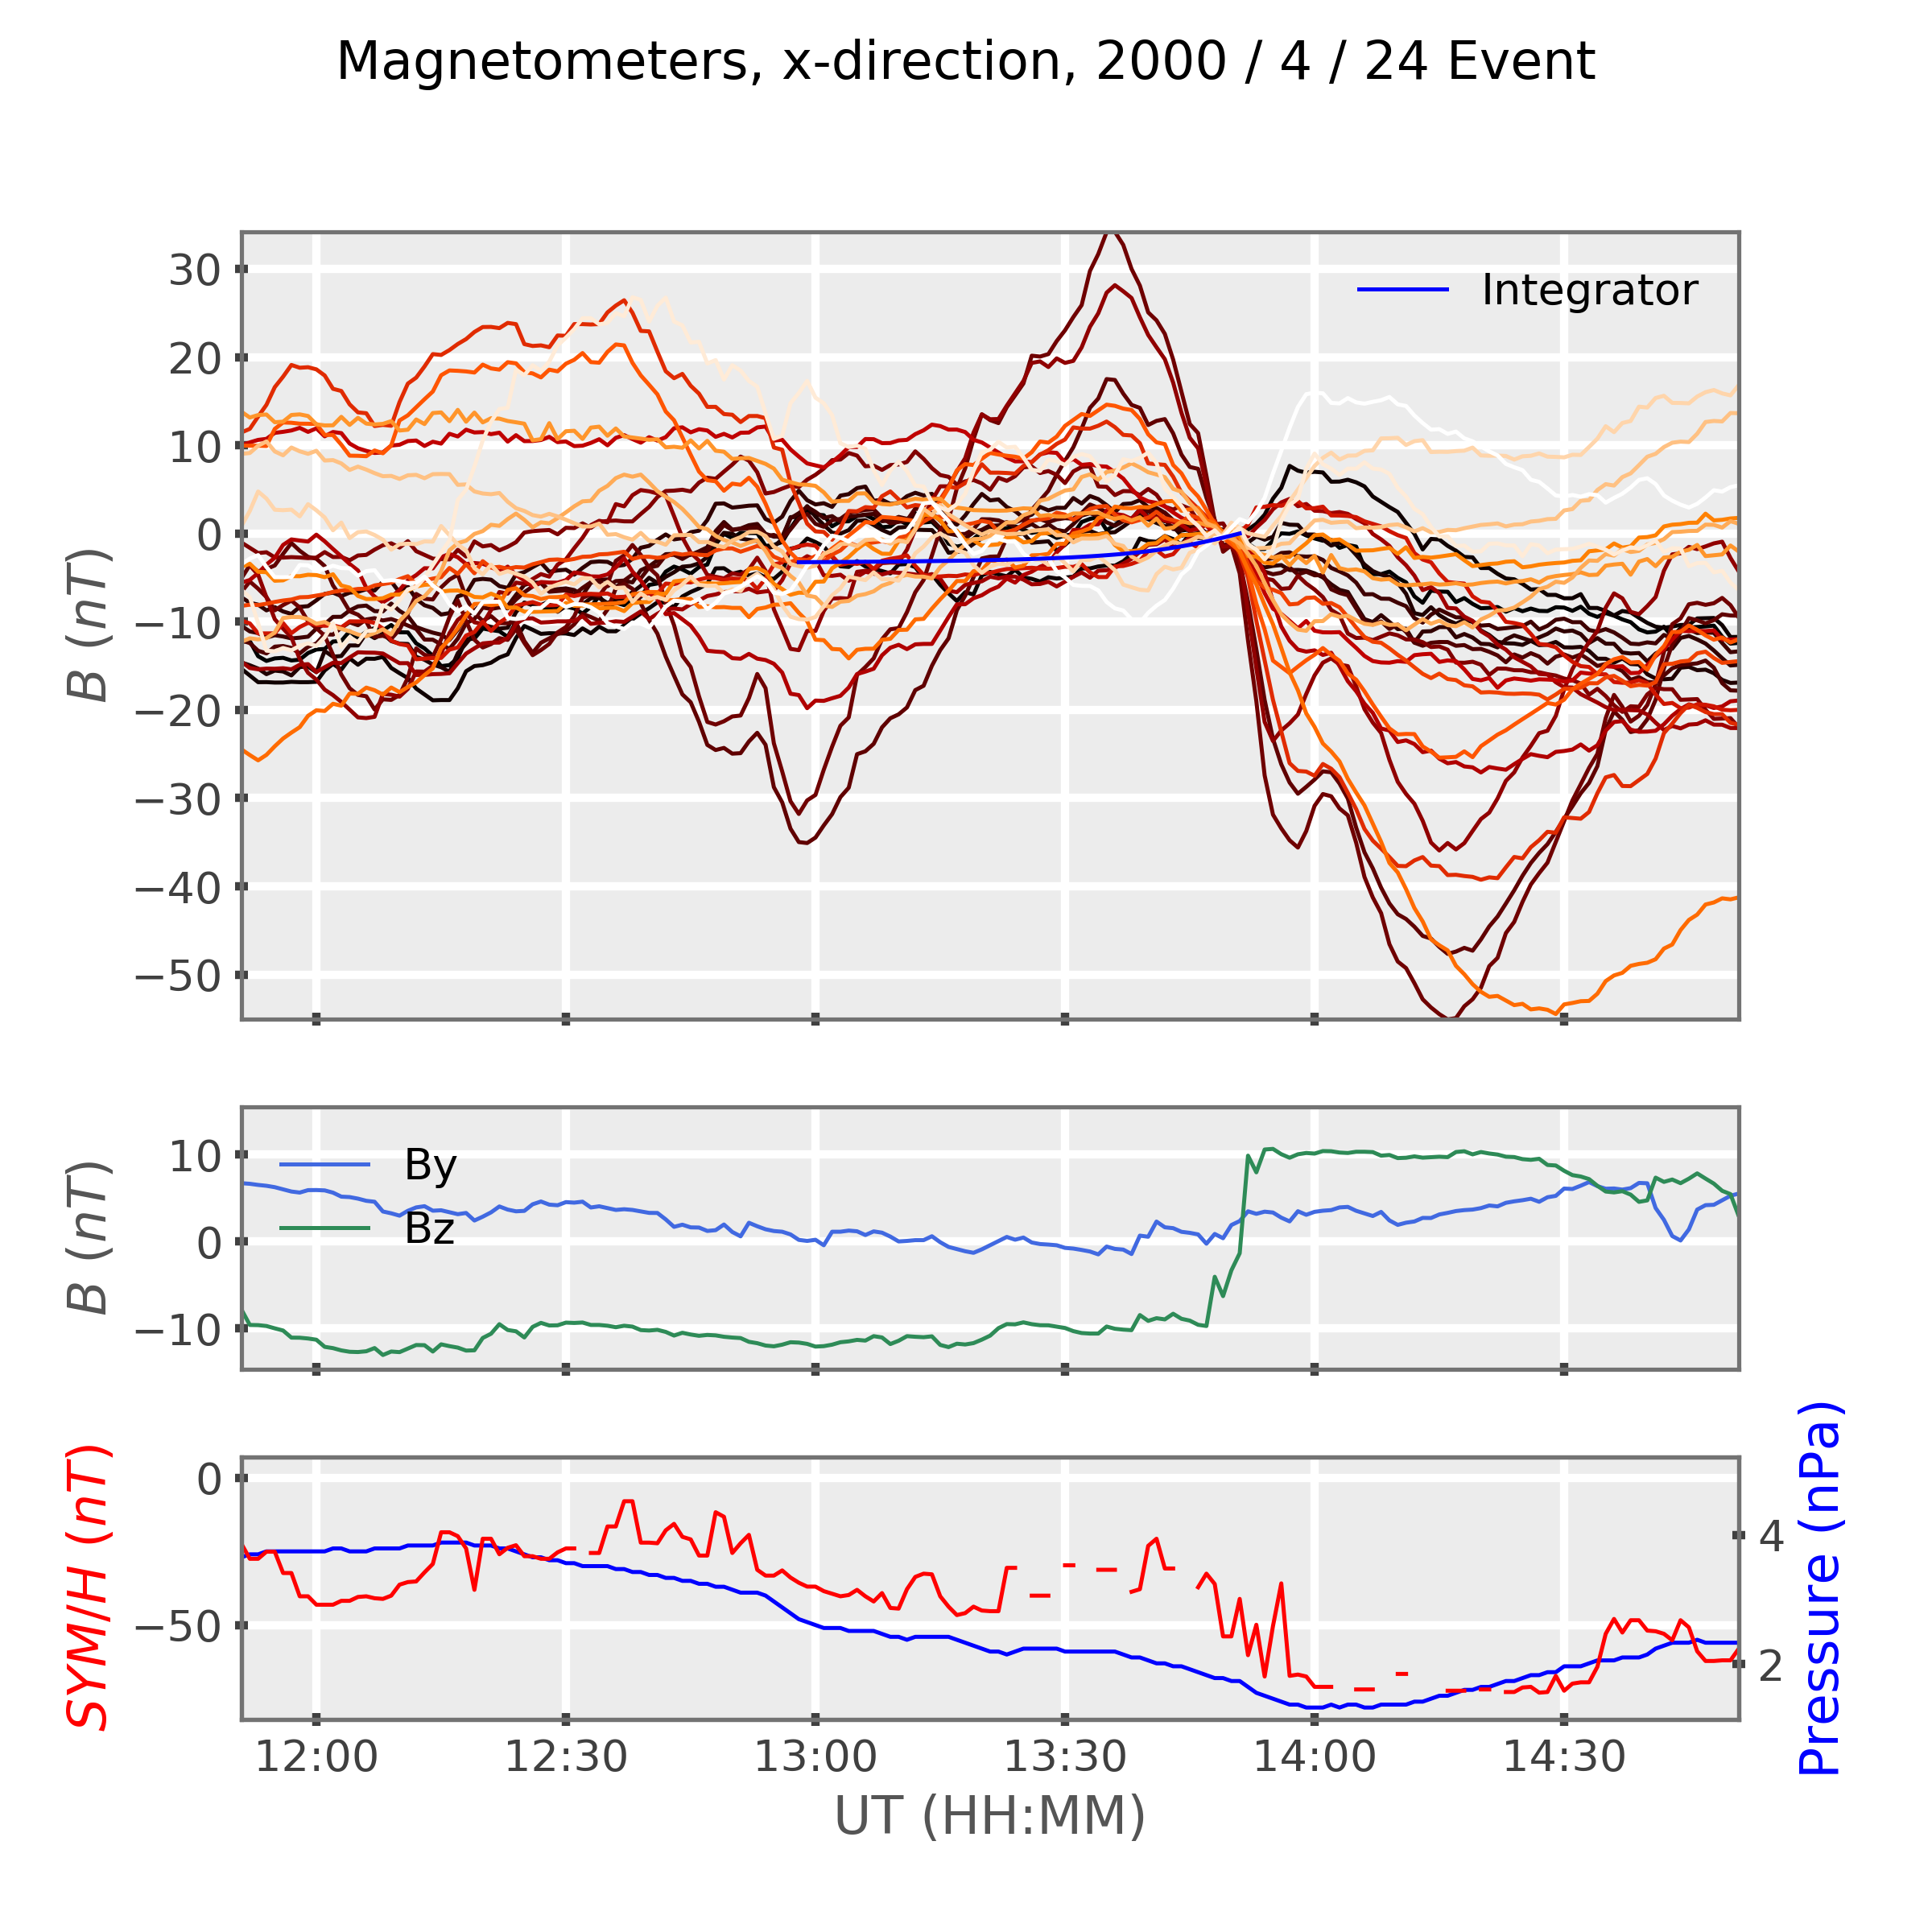 Magnetometers, x-direction, 2000 / 4 / 24 Event
30
20
10
0
−10
−20
−30
−40
−50
B (nT)
Integrator
10
0
−10
B (nT)
By
Bz
0
−50
SYM/H (nT)
4
2
Pressure (nPa)
12:00 12:30 13:00 13:30 14:00 14:30
UT (HH:MM)